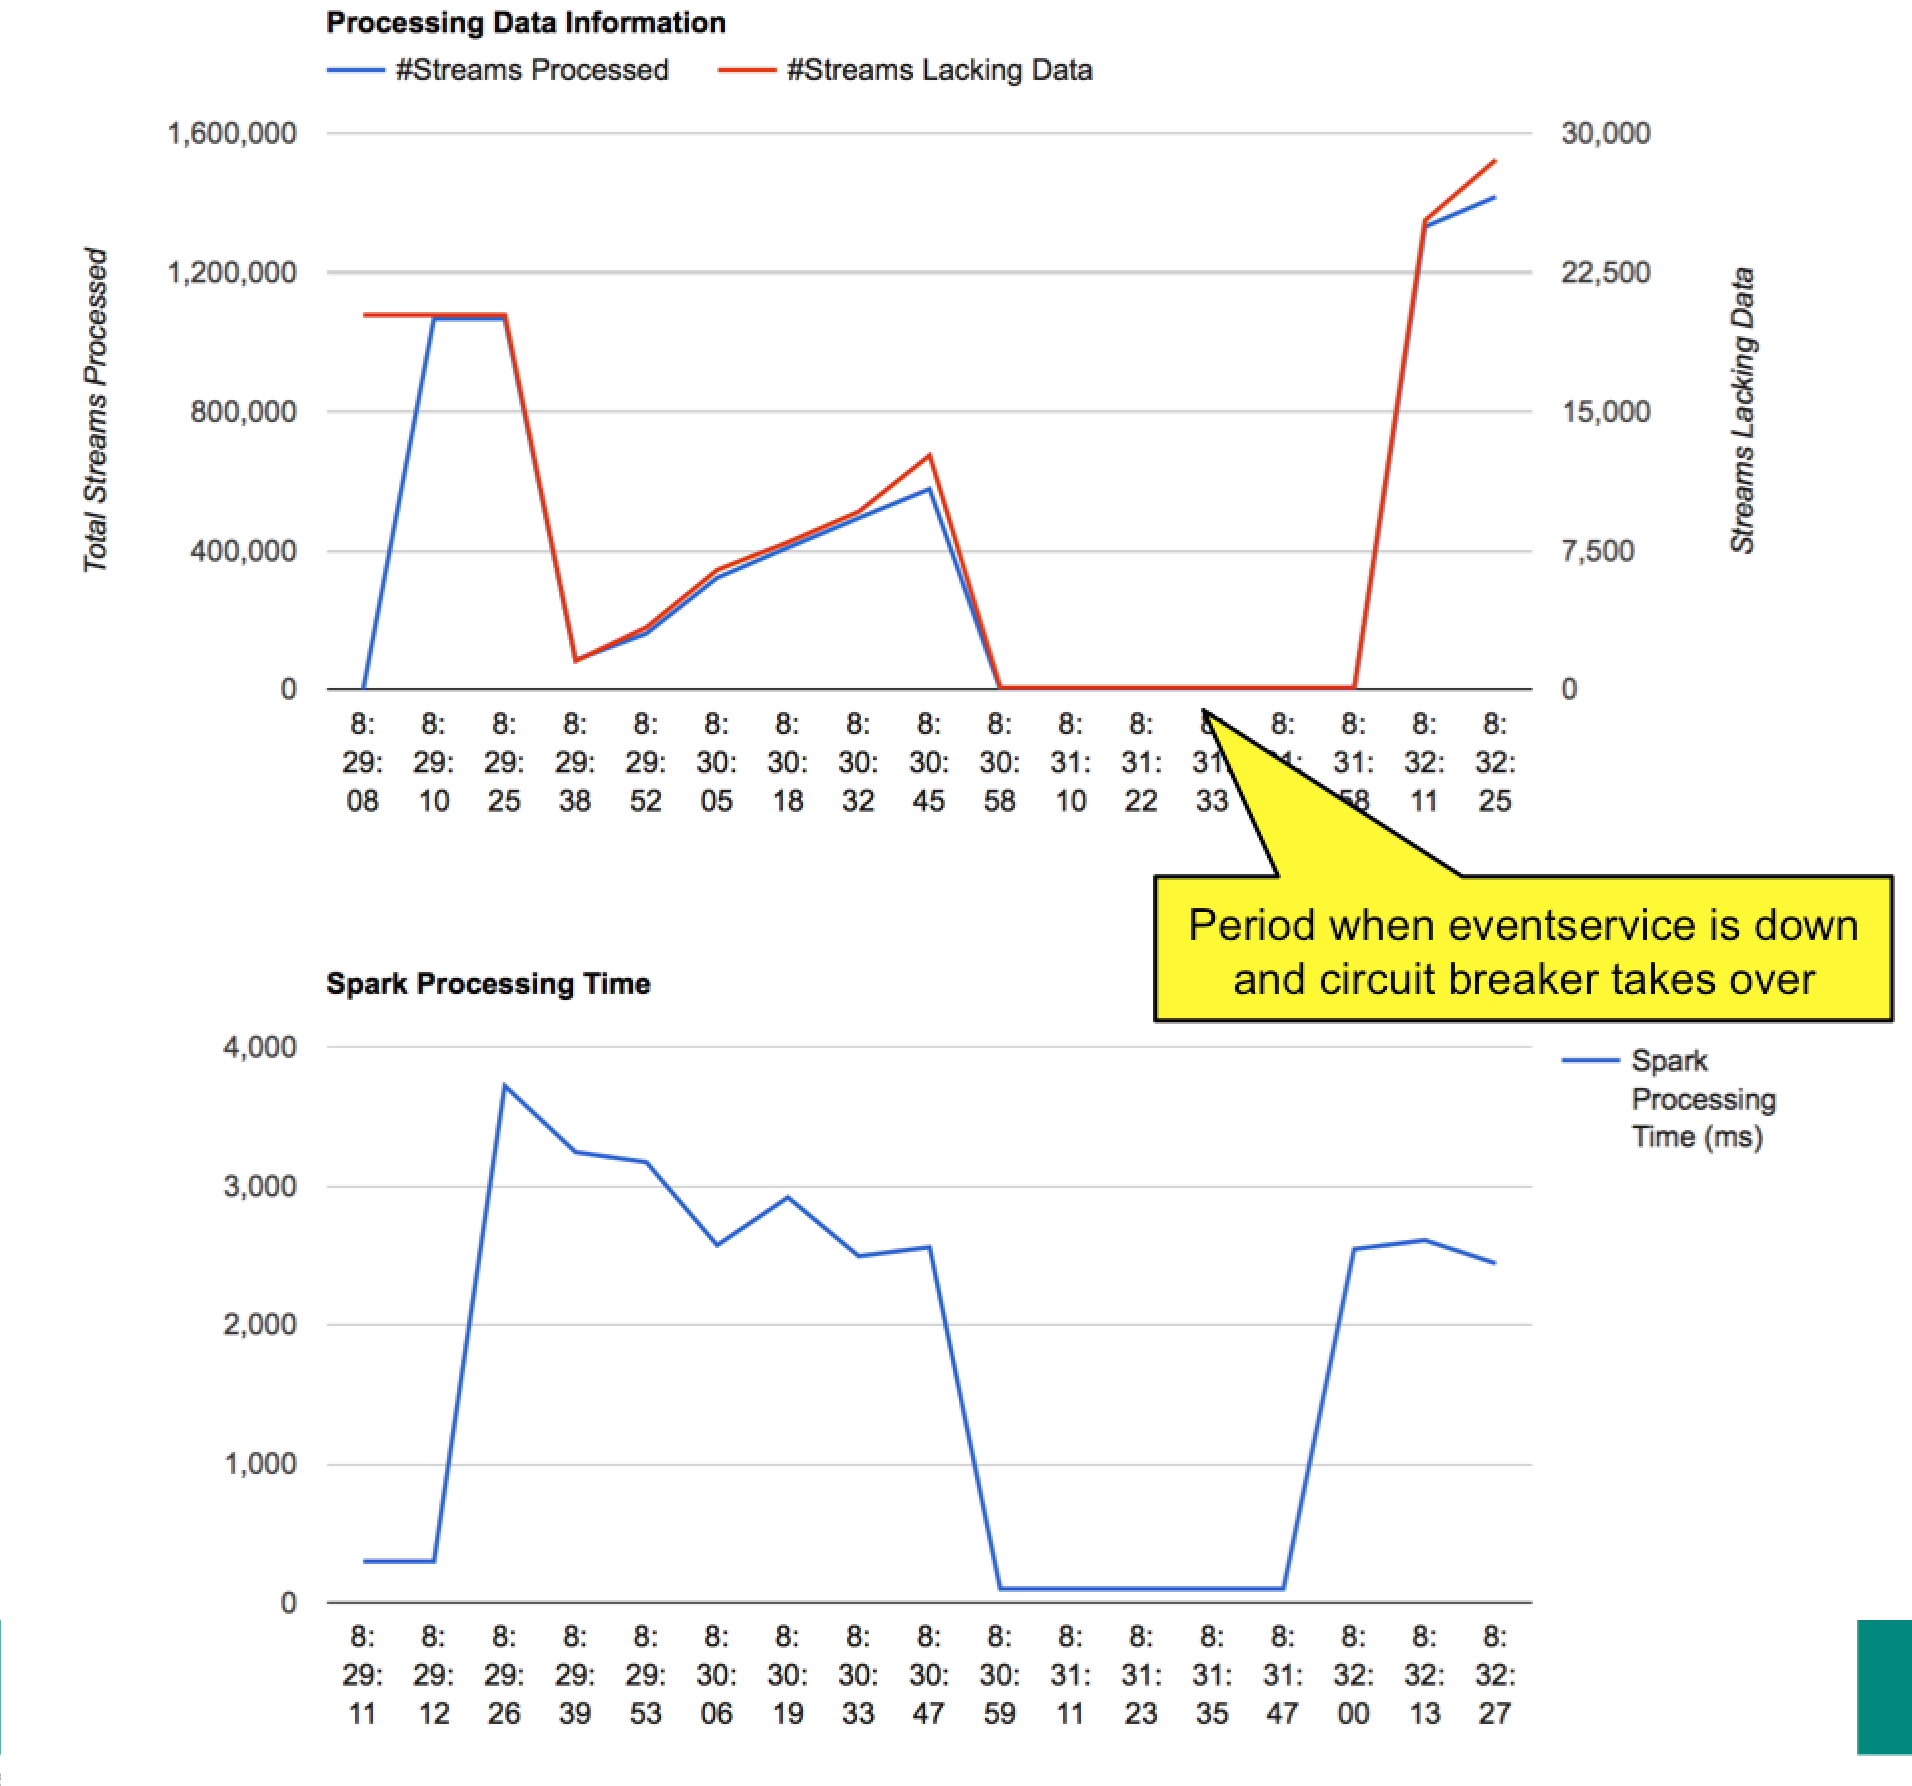 Processing Data Information
#Streams Processed #Streams Lacking Data
1,600,000 30,000
1,200,000 22,500
800,000 15,000
400,000 7,500
0 0
Total Streams Processed
Streams Lacking Data
8: 8: 8: 8: 8: 8: 8: 8: 8: 8: 8: 8: 8: 8: 8: 8:
29: 29: 29: 29: 29: 30: 30: 30: 30: 30: 31: 31: 31: 31: 32: 32:
08 10 25 38 52 05 18 32 45 58 10 22 33 58 11 25
Period when eventservice is down
and circuit breaker takes over
Spark Processing Time
4,000
3,000
2,000
1,000
0
Spark
Processing
Time (ms)
8: 8: 8: 8: 8: 8: 8: 8: 8: 8: 8: 8: 8: 8: 8: 8: 8:
29: 29: 29: 29: 29: 30: 30: 30: 30: 30: 31: 31: 31: 31: 32: 32: 32:
11 12 26 39 53 06 19 33 47 59 11 23 35 47 00 13 27